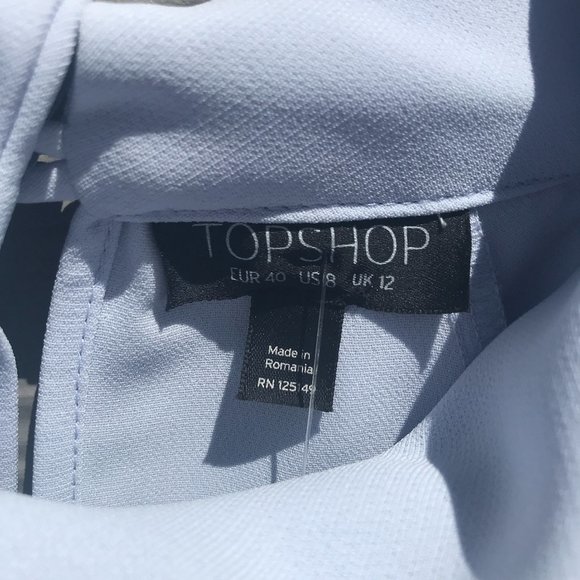 TOPSHOP
EUR 40 US 8 UK 12
Made in
Romania
RN 125149